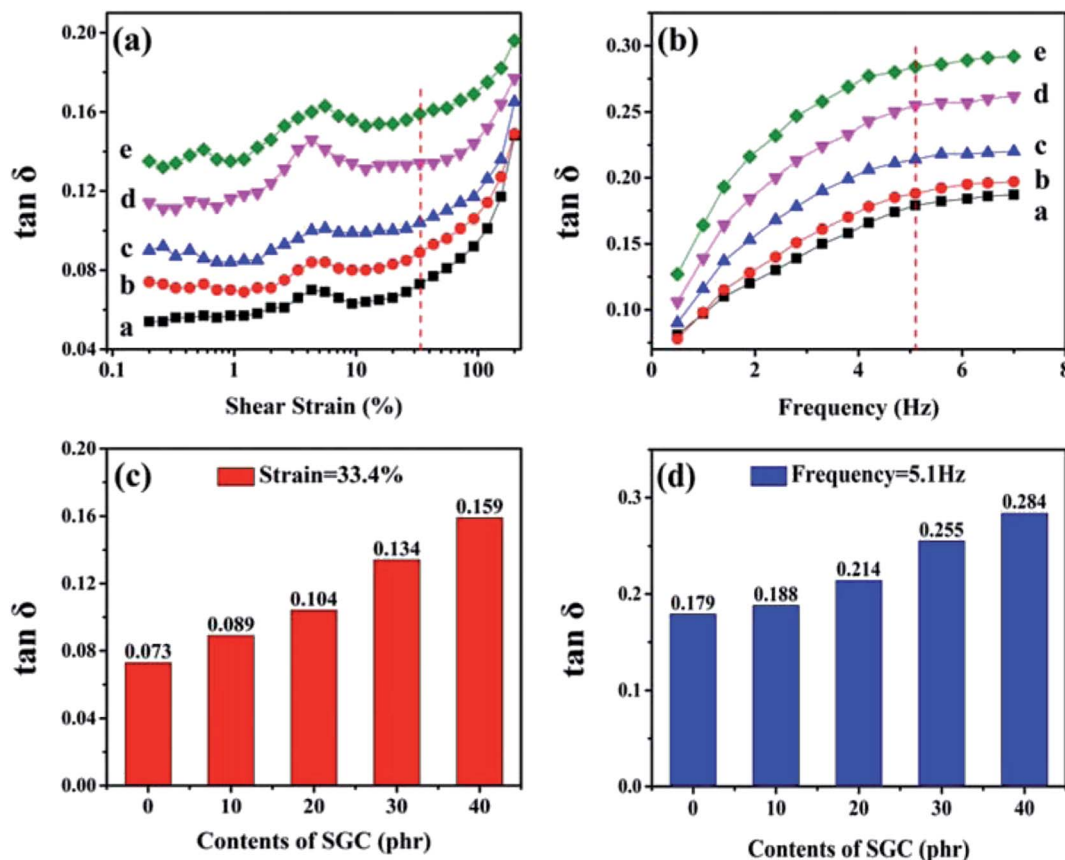 (a)
0.20
0.16
0.12
0.08
0.04
tan δ
e
d
c
b
a
0.1
1
10
100
Shear Strain (%)
(b)
0.30
0.25
0.20
0.15
0.10
tan δ
e
d
c
b
a
0
2
4
6
8
Frequency (Hz)
(c)
Strain=33.4%
0.20
0.16
0.12
0.08
0.04
0.00
tan δ
0.073
0.089
0.104
0.134
0.159
0
10
20
30
40
Contents of SGC (phr)
(d)
Frequency=5.1Hz
0.3
0.2
0.1
0.0
tan δ
0.179
0.188
0.214
0.255
0.284
0
10
20
30
40
Contents of SGC (phr)